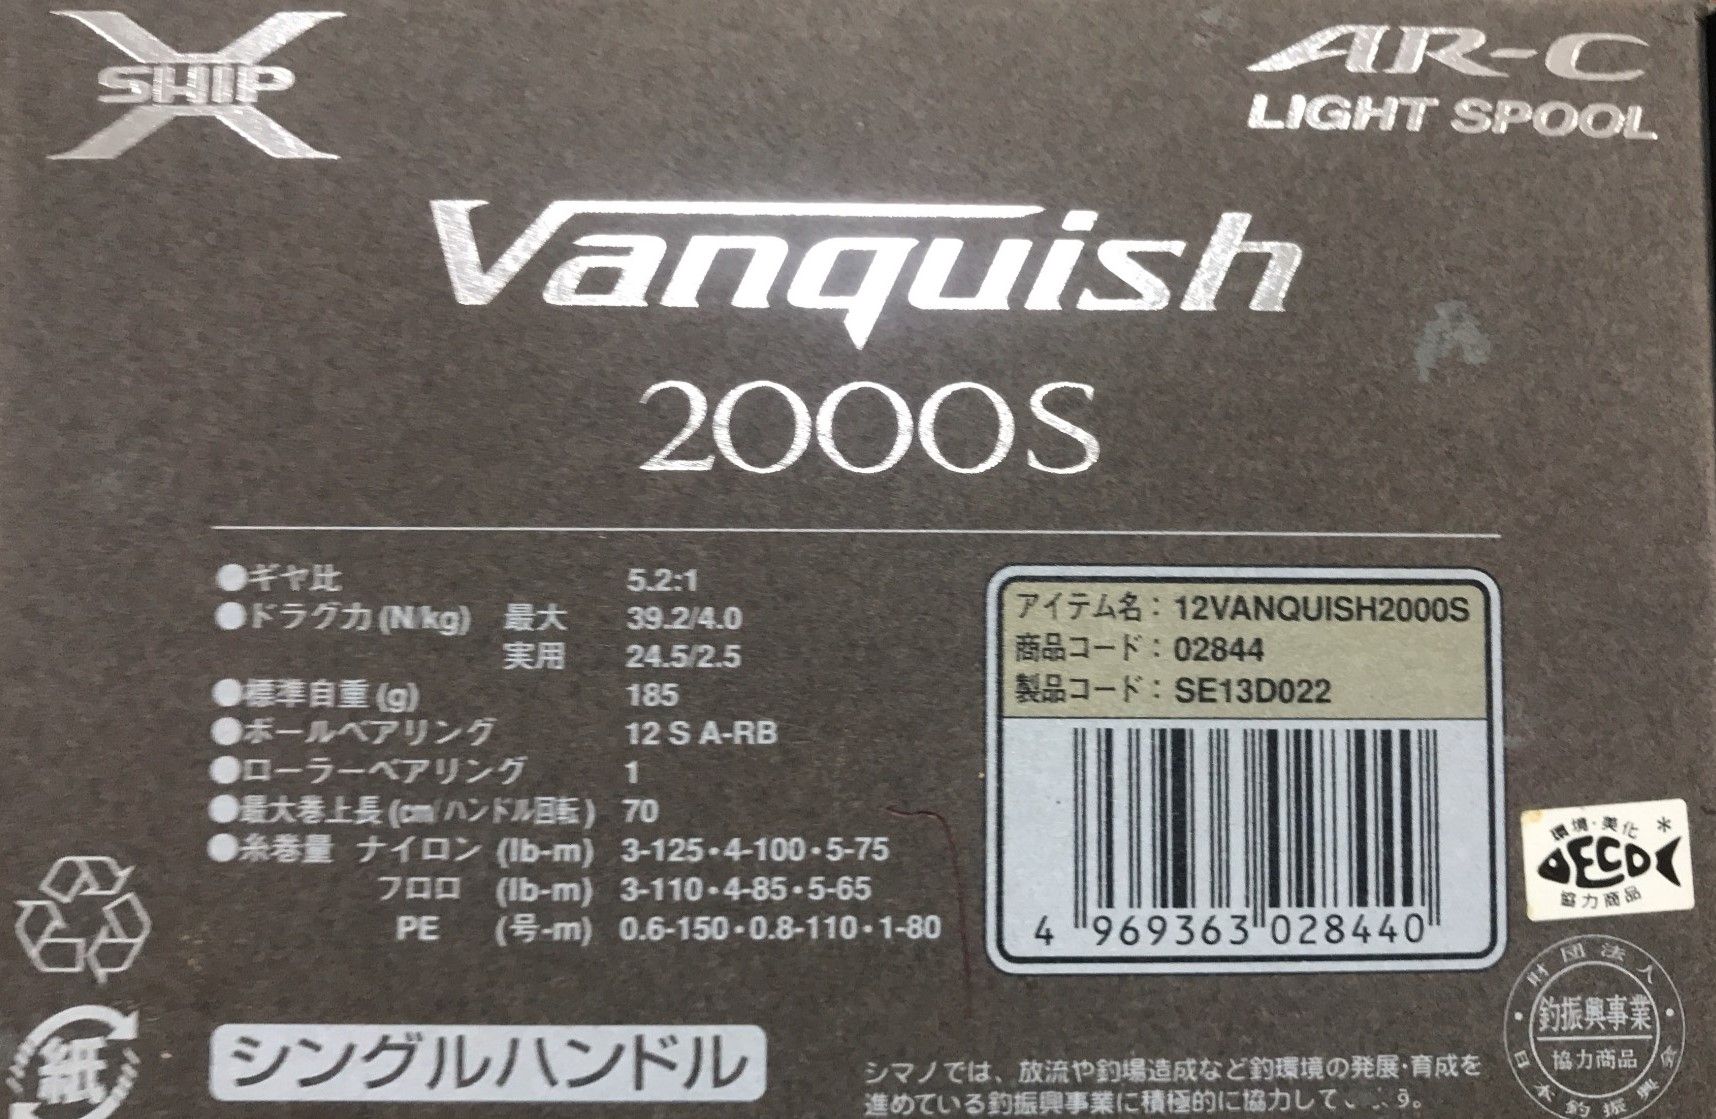 X SHIP
AR-C
LIGHT SPOOL
Vanquish
2000S
●ギヤ比 5.2:1
●ドラグ力(N/kg) 最大 39.2/4.0
実用 24.5/2.5
●標準自重(g) 185
●ボールベアリング 12 S A-RB
●ローラーベアリング 1
●最大巻上長(cm/ハンドル回転) 70
●糸巻量 ナイロン (lb-m) 3-125・4-100・5-75
フロロ (lb-m) 3-110・4-85・5-65
PE (号-m) 0.6-150・0.8-110・1-80
アイテム名：12VANQUISH2000S
商品コード：02844
製品コード：SE13D022
4 969363 028440
環境・美化
DECO
協力商品
財団法人
釣振興事業
協力商品
日本釣振興会
紙
シングルハンドル
シマノでは、放流や釣場造成など釣環境の発展・育成を
進めている釣振興事業に積極的に協力して